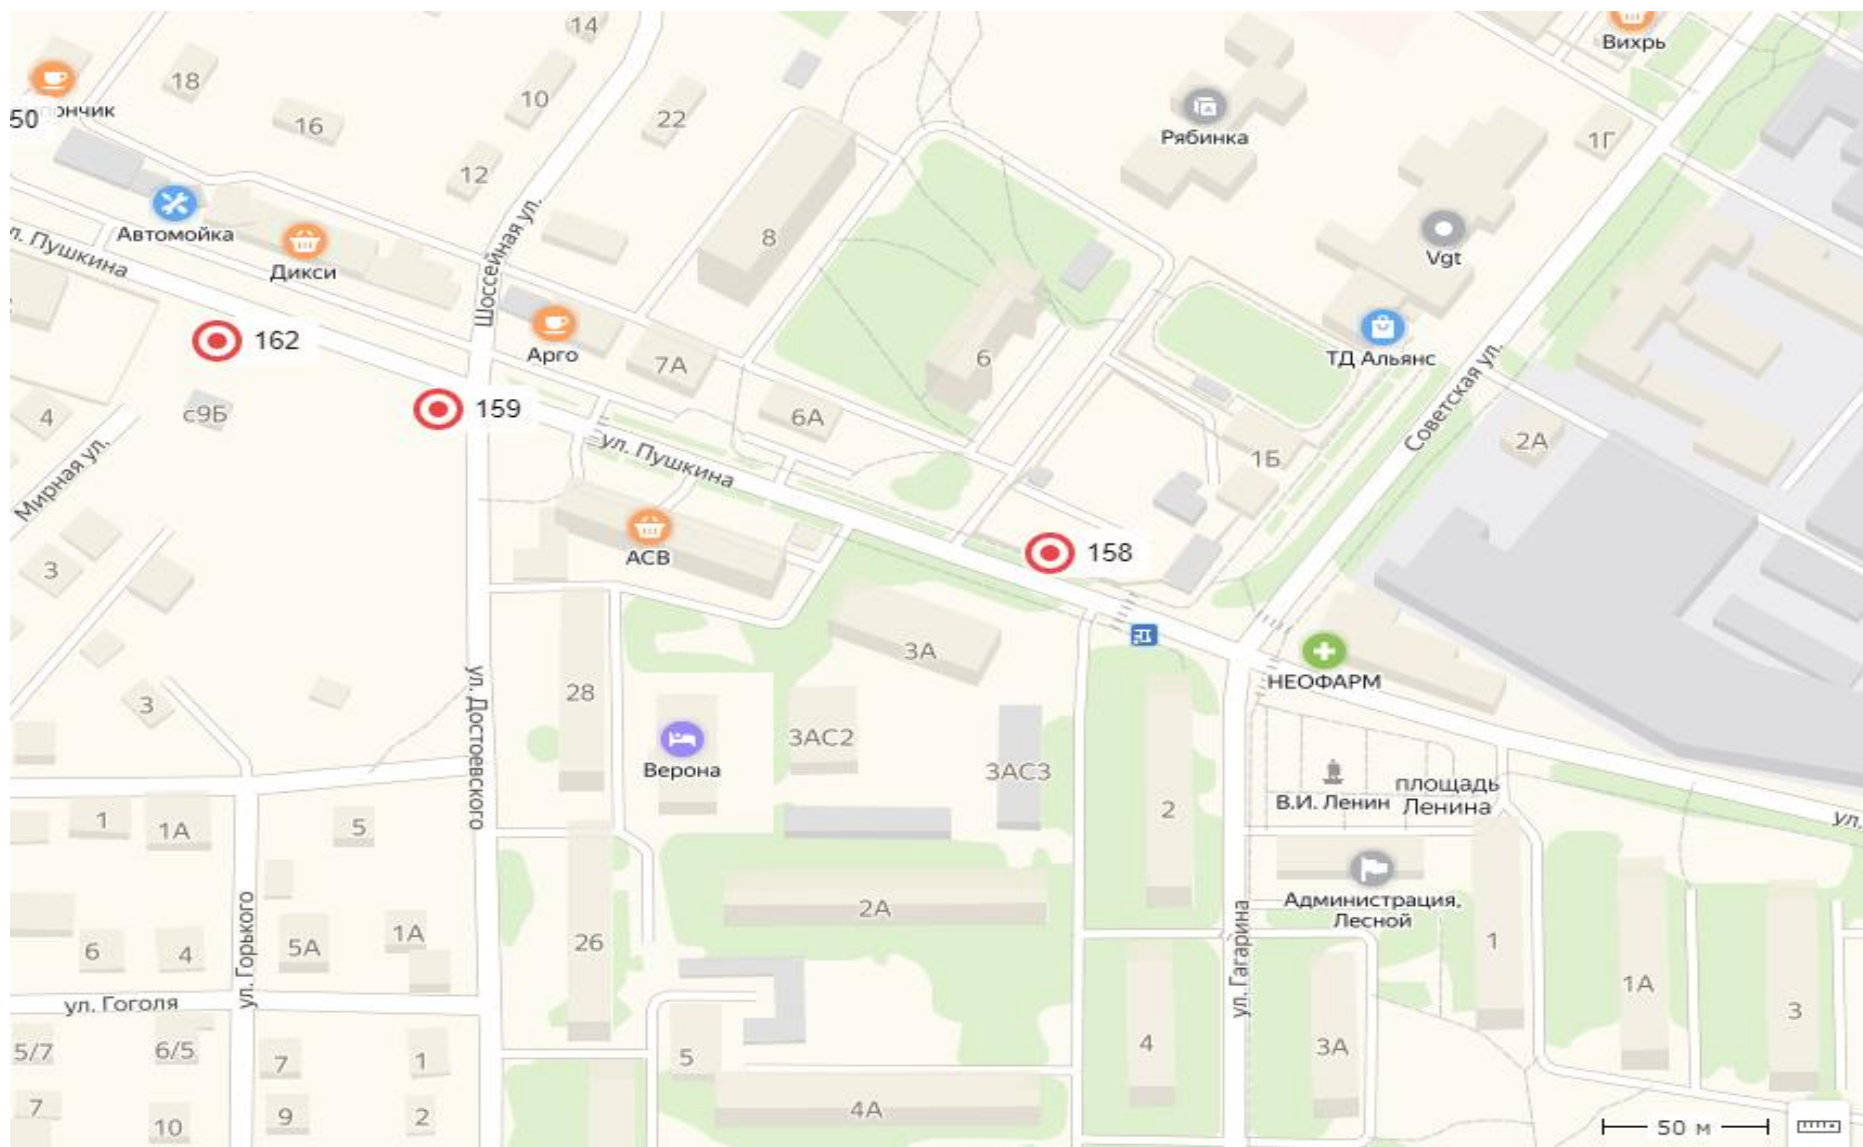 14
Вихрь
18
10
50
ончик
16
22
Рябинка
1Г
12
Шоссейная ул.
Автомойка
8
Vgt
л. Пушкина
Дикси
162
Арго
7А
6
ТД Альянс
Советская ул.
4
с9Б
159
6А
ул. Пушкина
1Б
2А
Мирная ул.
АСВ
158
3
3А
НЕОФАРМ
3
28
ул. Достоевского
Верона
3АС2
3АС3
2
В.И. Ленин
площадь
Ленина
ул.
1
1А
5
Администрация,
Лесной
2А
6
4
ул. Горького
5А
1А
26
ул. Гагарина
1
1А
3
ул. Гоголя
5/7
6/5
7
1
5
4
3А
7
10
9
2
4А
50 м